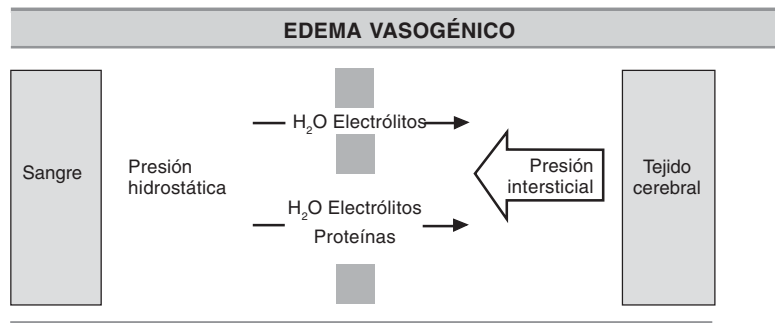 EDEMA VASOGÉNICO
Sangre
Presión
hidrostática
H₂O Electrólitos
H₂O Electrólitos
Proteínas
Presión
intersticial
Tejido
cerebral